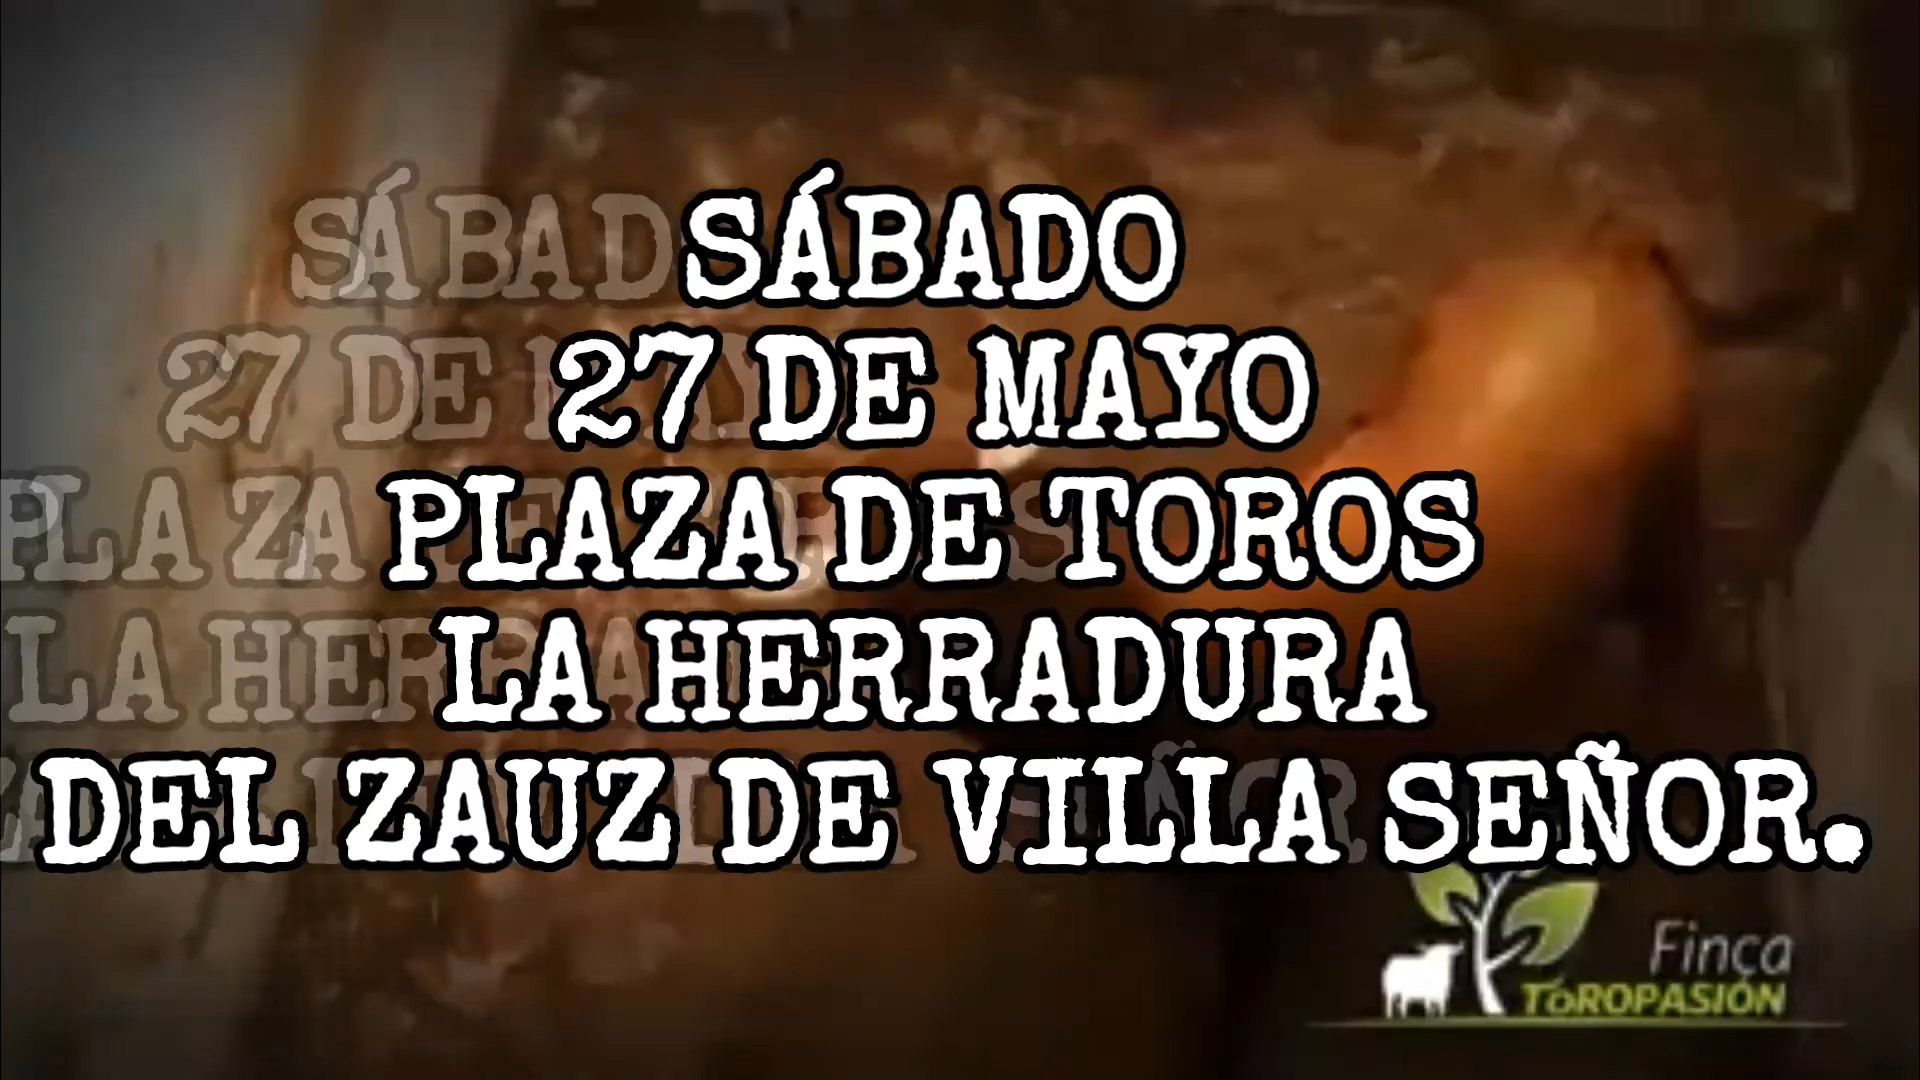 SÁBADO
27 DE MAYO
PLAZA DE TOROS
LA HERRADURA
DEL ZAUZ DE VILLA SEÑOR.
Finca
TOROPASIÓN